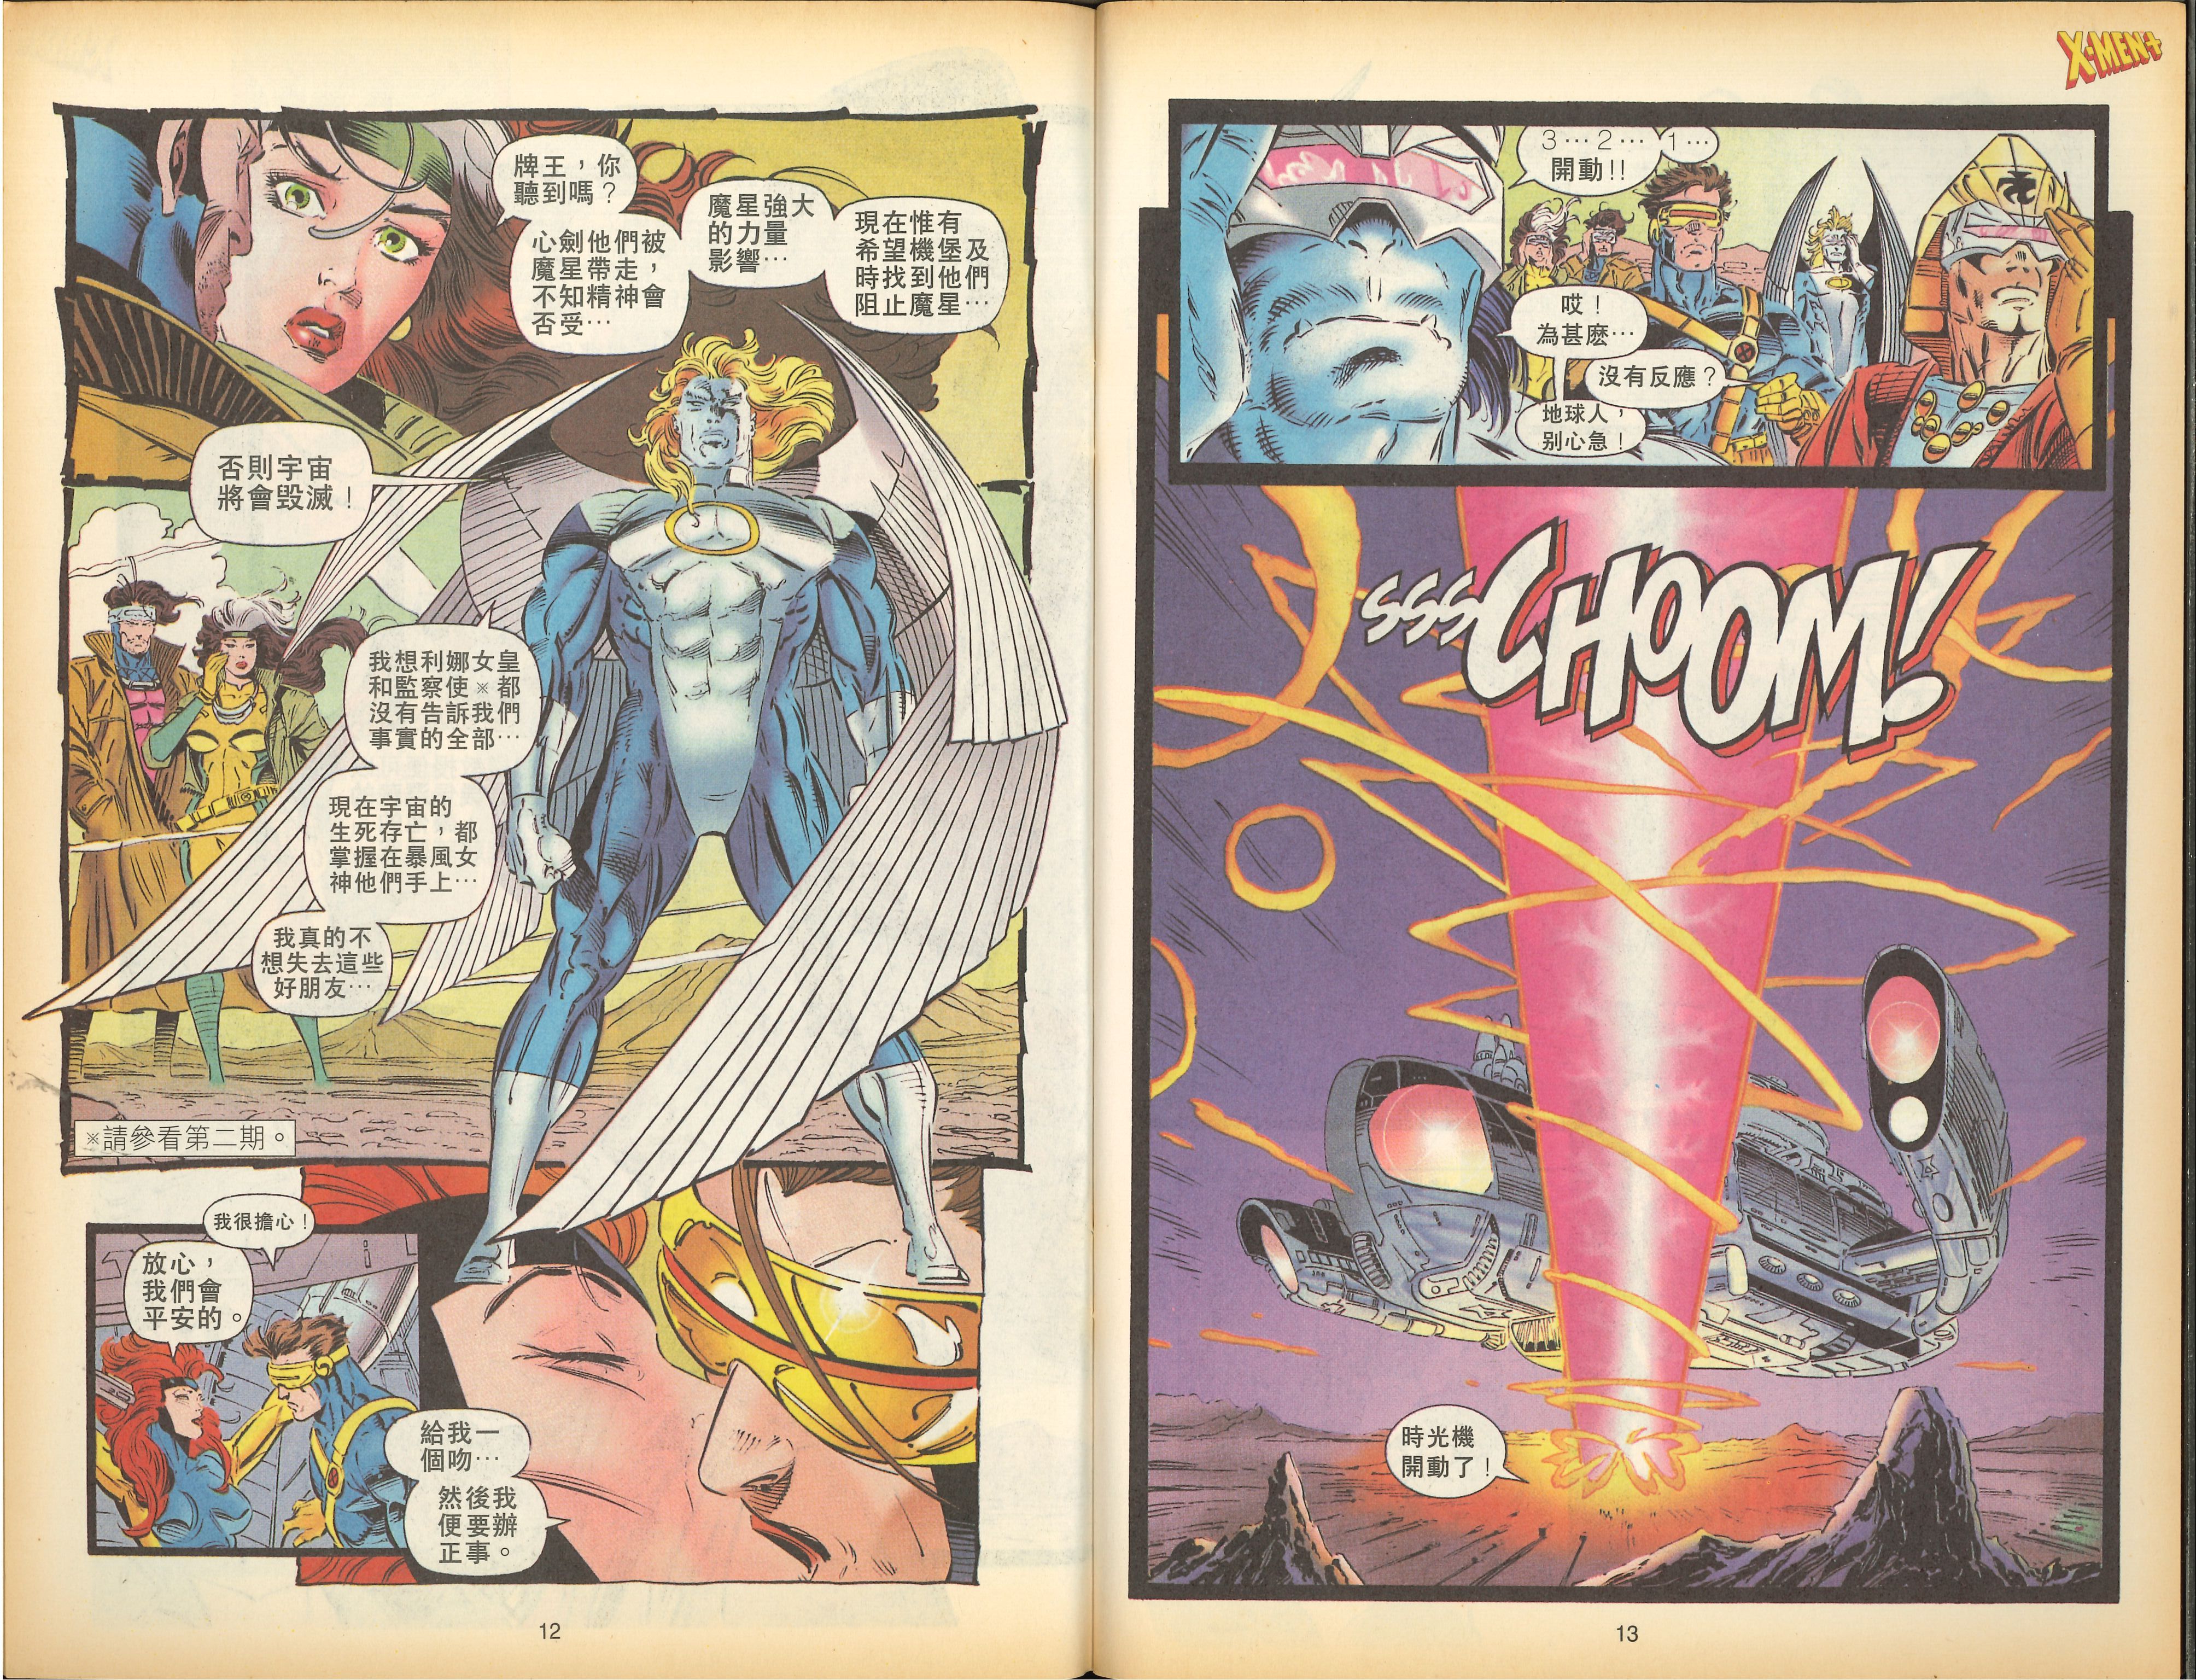 牌王，你
聽到嗎？
心劍他們被
魔星帶走，
不知精神會
否受⋯
魔星強大
的力量
影響⋯
現在惟有
希望機堡及
時找到他們
阻止魔星⋯
否則宇宙
將會毀滅！
我想利娜女皇
和監察使※都
沒有告訴我們
事實的全部⋯
現在宇宙的
生死存亡，都
掌握在暴風女
神他們手上⋯
我真的不
想失去這些
好朋友⋯
※請參看第二期。
我很擔心！
放心，
我們會
平安的。
給我一
個吻⋯
然後我
便要辦
正事。
12
X-MEN+
3⋯2⋯
1⋯
開動!!
哎！
為甚麽⋯
沒有反應？
地球人，
別心急！
SSSCHOOM!
時光機
開動了！
13